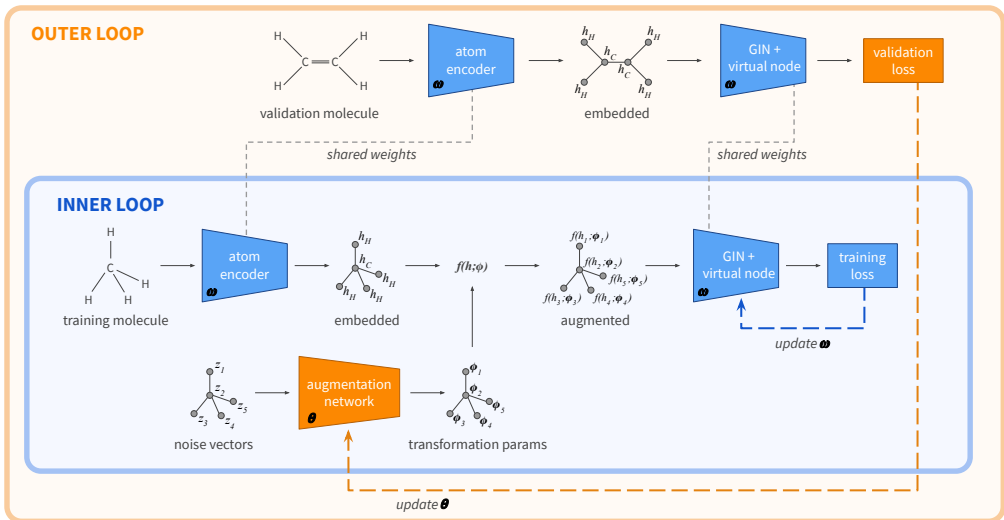 OUTER LOOP
H H
C C
H H
validation molecule
atom
encoder
ω
h_H h_H
h_C
h_C
h_H h_H
embedded
GIN +
virtual node
ω
validation
loss
shared weights
shared weights
INNER LOOP
H
C
H H H
training molecule
atom
encoder
ω
h_H
h_C
h_H
h_H h_H
embedded
f(h;φ)
f(h_1;ϕ_1)
f(h_2;ϕ_2)
f(h_5;ϕ_5)
f(h_3;ϕ_3) f(h_4;ϕ_4)
augmented
GIN +
virtual node
ω
training
loss
update ω
z_1
z_2
z_5
z_3 z_4
noise vectors
augmentation
network
θ
ϕ_1
ϕ_2
ϕ_5
ϕ_3 ϕ_4
transformation params
update θ